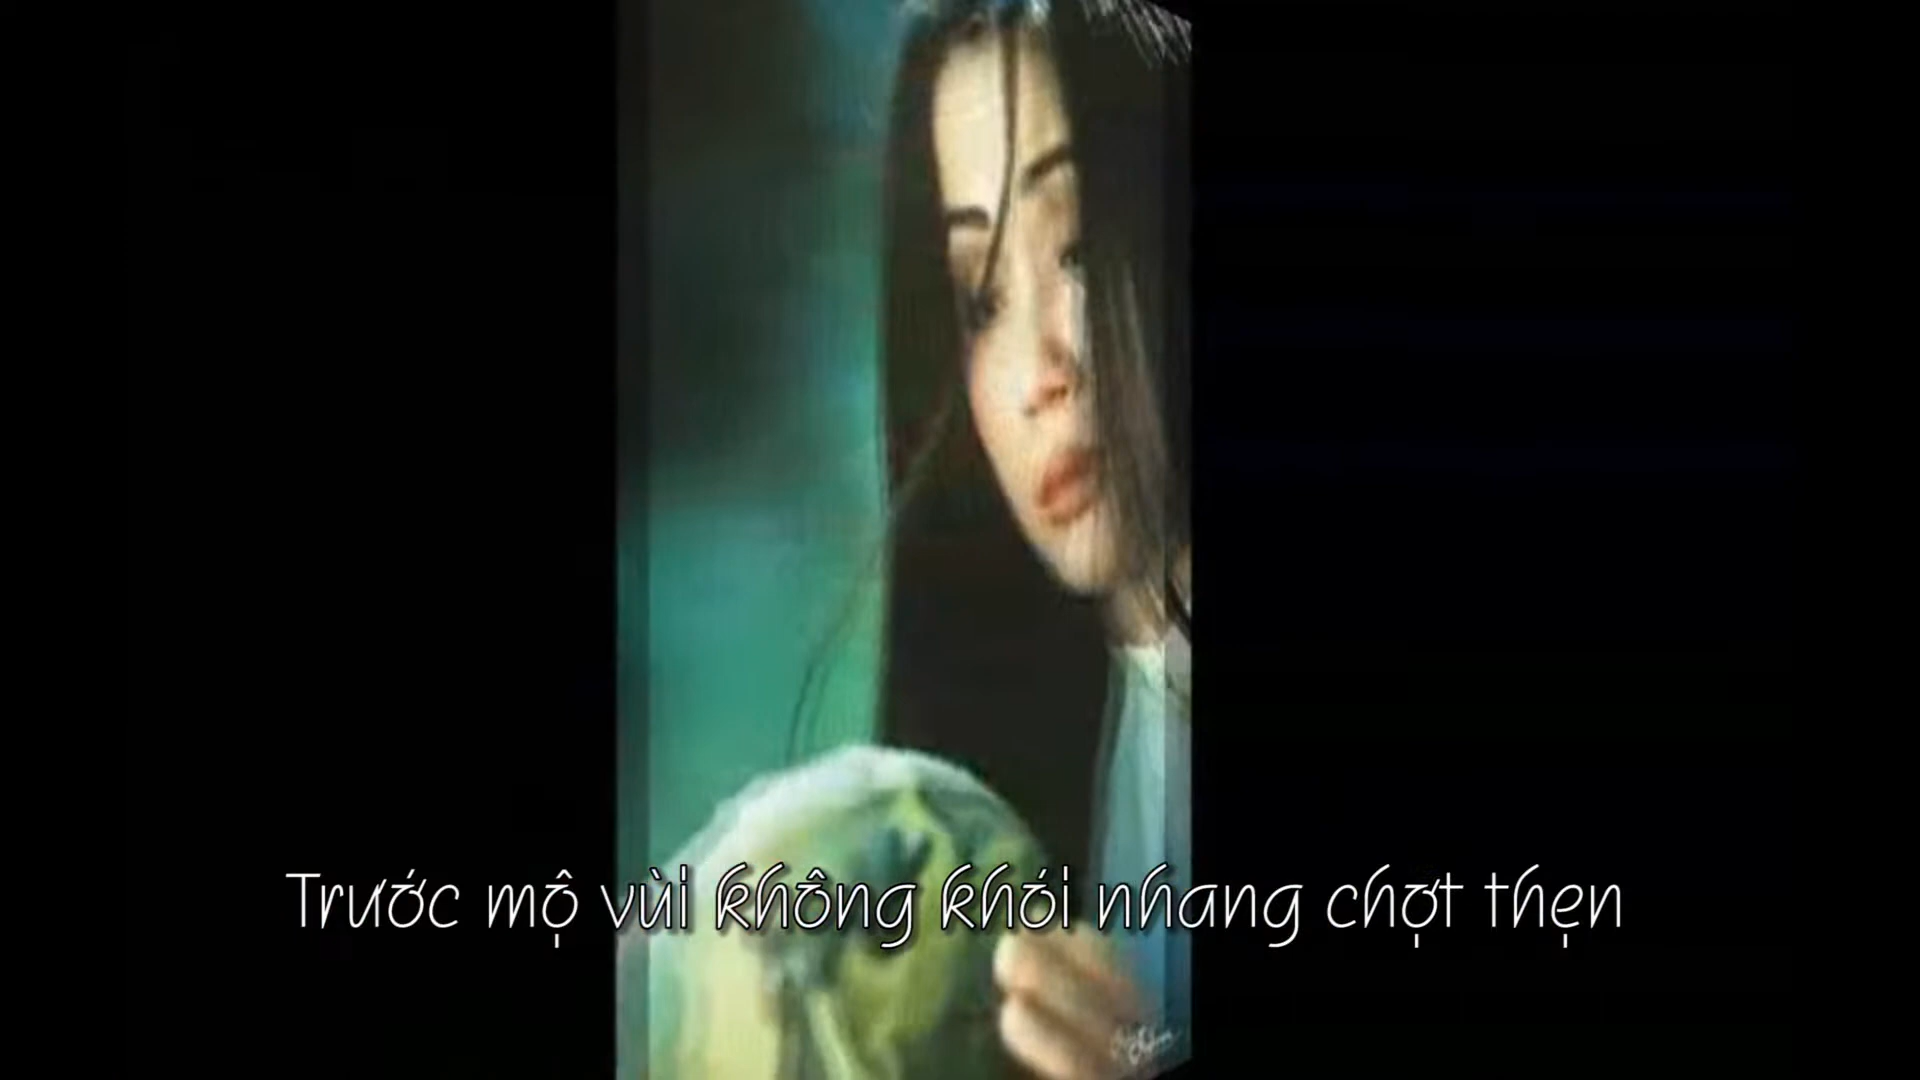 Trước mộ vùi không khói nhang chợt thẹn